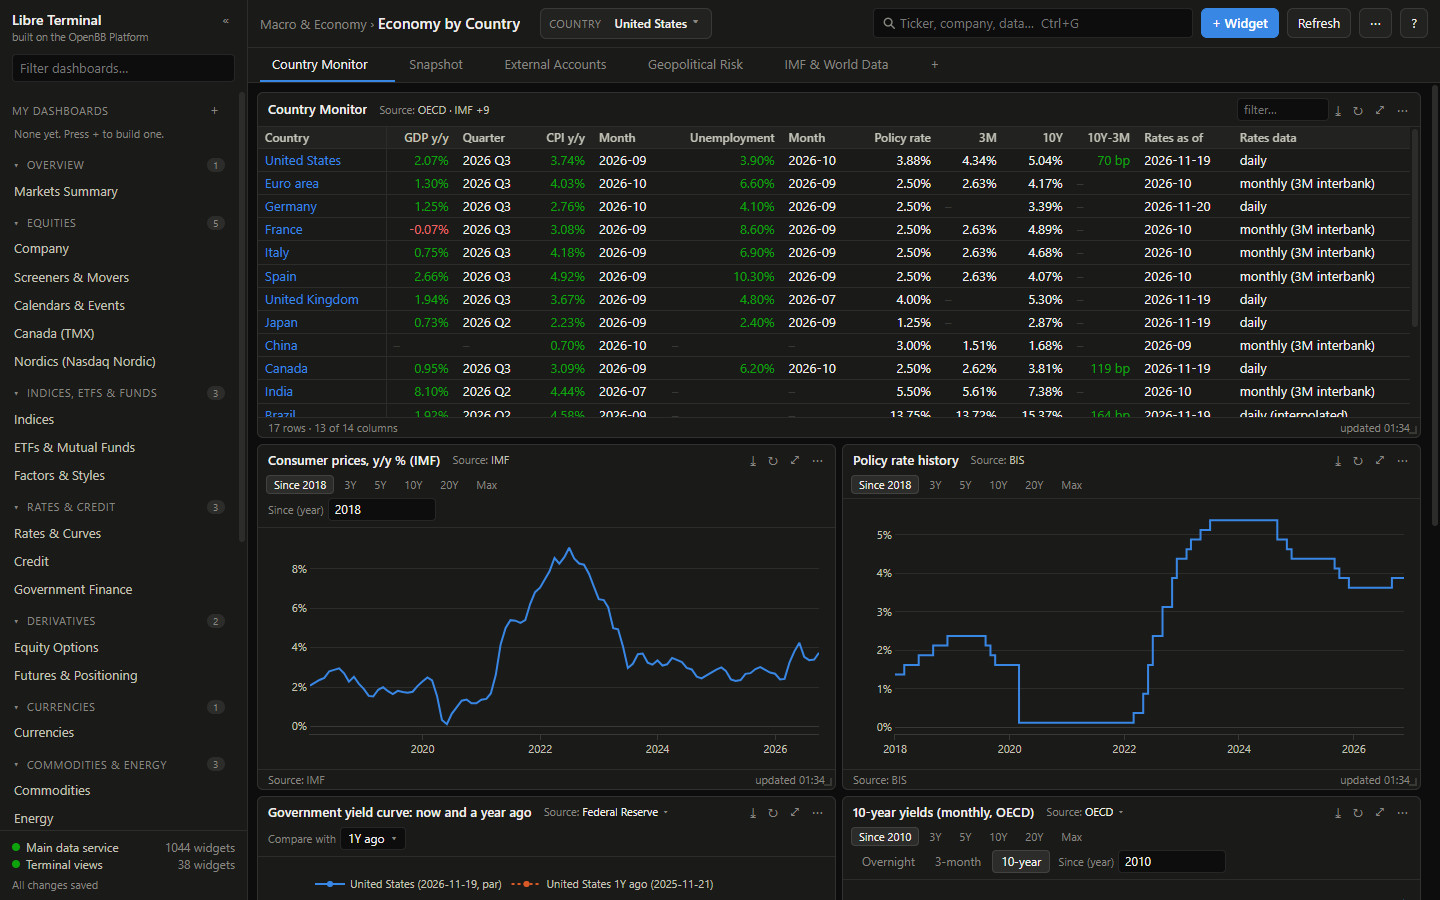 Libre Terminal
«
built on the OpenBB Platform
Filter dashboards...
MY DASHBOARDS +
None yet. Press + to build one.
OVERVIEW 1
Markets Summary
EQUITIES 5
Company
Screeners & Movers
Calendars & Events
Canada (TMX)
Nordics (Nasdaq Nordic)
INDICES, ETFS & FUNDS 3
Indices
ETFs & Mutual Funds
Factors & Styles
RATES & CREDIT 3
Rates & Curves
Credit
Government Finance
DERIVATIVES 2
Equity Options
Futures & Positioning
CURRENCIES 1
Currencies
COMMODITIES & ENERGY 3
Commodities
Energy
Main data service 1044 widgets
Terminal views 38 widgets
All changes saved
Macro & Economy › Economy by Country
COUNTRY United States
Ticker, company, data... Ctrl+G
+ Widget
Refresh
...
?
Country Monitor Snapshot External Accounts Geopolitical Risk IMF & World Data +
Country Monitor Source: OECD · IMF +9 filter...
Country GDP y/y Quarter CPI y/y Month Unemployment Month Policy rate 3M 10Y 10Y-3M Rates as of Rates data
United States 2.07% 2026 Q3 3.74% 2026-09 3.90% 2026-10 3.88% 4.34% 5.04% 70 bp 2026-11-19 daily
Euro area 1.30% 2026 Q3 4.03% 2026-10 6.60% 2026-09 2.50% 2.63% 4.17% – 2026-10 monthly (3M interbank)
Germany 1.25% 2026 Q3 2.76% 2026-10 4.10% 2026-09 2.50% – 3.39% – 2026-11-20 daily
France -0.07% 2026 Q3 3.08% 2026-09 8.60% 2026-09 2.50% 2.63% 4.89% – 2026-10 monthly (3M interbank)
Italy 0.75% 2026 Q3 4.18% 2026-09 6.90% 2026-09 2.50% 2.63% 4.68% – 2026-10 monthly (3M interbank)
Spain 2.66% 2026 Q3 4.92% 2026-09 10.30% 2026-09 2.50% 2.63% 4.07% – 2026-10 monthly (3M interbank)
United Kingdom 1.94% 2026 Q3 3.67% 2026-09 4.80% 2026-07 4.00% – 5.30% – 2026-11-19 daily
Japan 0.73% 2026 Q2 2.23% 2026-09 2.40% 2026-09 1.25% – 2.87% – 2026-11-19 daily
China – – 0.70% 2026-10 – – 3.00% 1.51% 1.68% – 2026-09 monthly (3M interbank)
Canada 0.95% 2026 Q2 3.09% 2026-09 6.20% 2026-10 2.50% 2.62% 3.81% 119 bp 2026-11-19 daily
India 8.10% 2026 Q2 4.44% 2026-07 – – 5.50% 5.61% 7.38% – 2026-10 monthly (3M interbank)
Brazil 1.92% 2026 Q2 4.58% 2026-09 – – 13.75% 13.72% 15.37% 164 bp 2026-11-19 daily (interpolated)
17 rows · 13 of 14 columns updated 01:34
Consumer prices, y/y % (IMF) Source: IMF
Since 2018 3Y 5Y 10Y 20Y Max
Since (year) 2018
8%
6%
4%
2%
0%
2020 2022 2024 2026
Source: IMF updated 01:34
Policy rate history Source: BIS
Since 2018 3Y 5Y 10Y 20Y Max
5%
4%
3%
2%
1%
0%
2018 2020 2022 2024 2026
Source: BIS updated 01:34
Government yield curve: now and a year ago Source: Federal Reserve
Compare with 1Y ago
United States (2026-11-19, par) United States 1Y ago (2025-11-21)
10-year yields (monthly, OECD) Source: OECD
Since 2010 3Y 5Y 10Y 20Y Max
Overnight 3-month 10-year Since (year) 2010